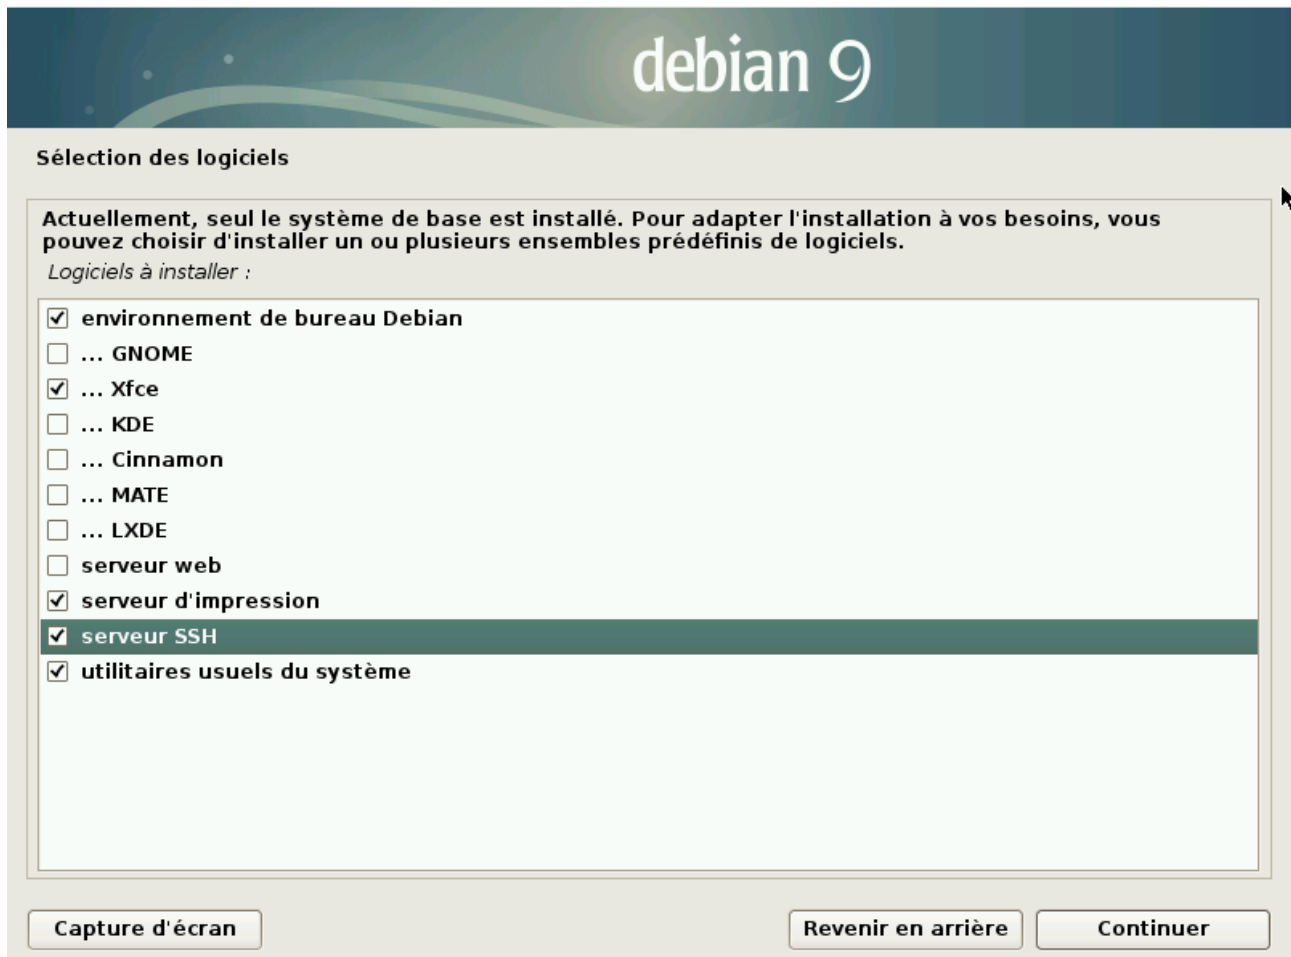 debian 9
Sélection des logiciels
Actuellement, seul le système de base est installé. Pour adapter l'installation à vos besoins, vous
pouvez choisir d'installer un ou plusieurs ensembles prédéfinis de logiciels.
Logiciels à installer :
environnement de bureau Debian
... GNOME
... Xfce
... KDE
... Cinnamon
... MATE
... LXDE
serveur web
serveur d'impression
serveur SSH
utilitaires usuels du système
Capture d'écran
Revenir en arrière
Continuer